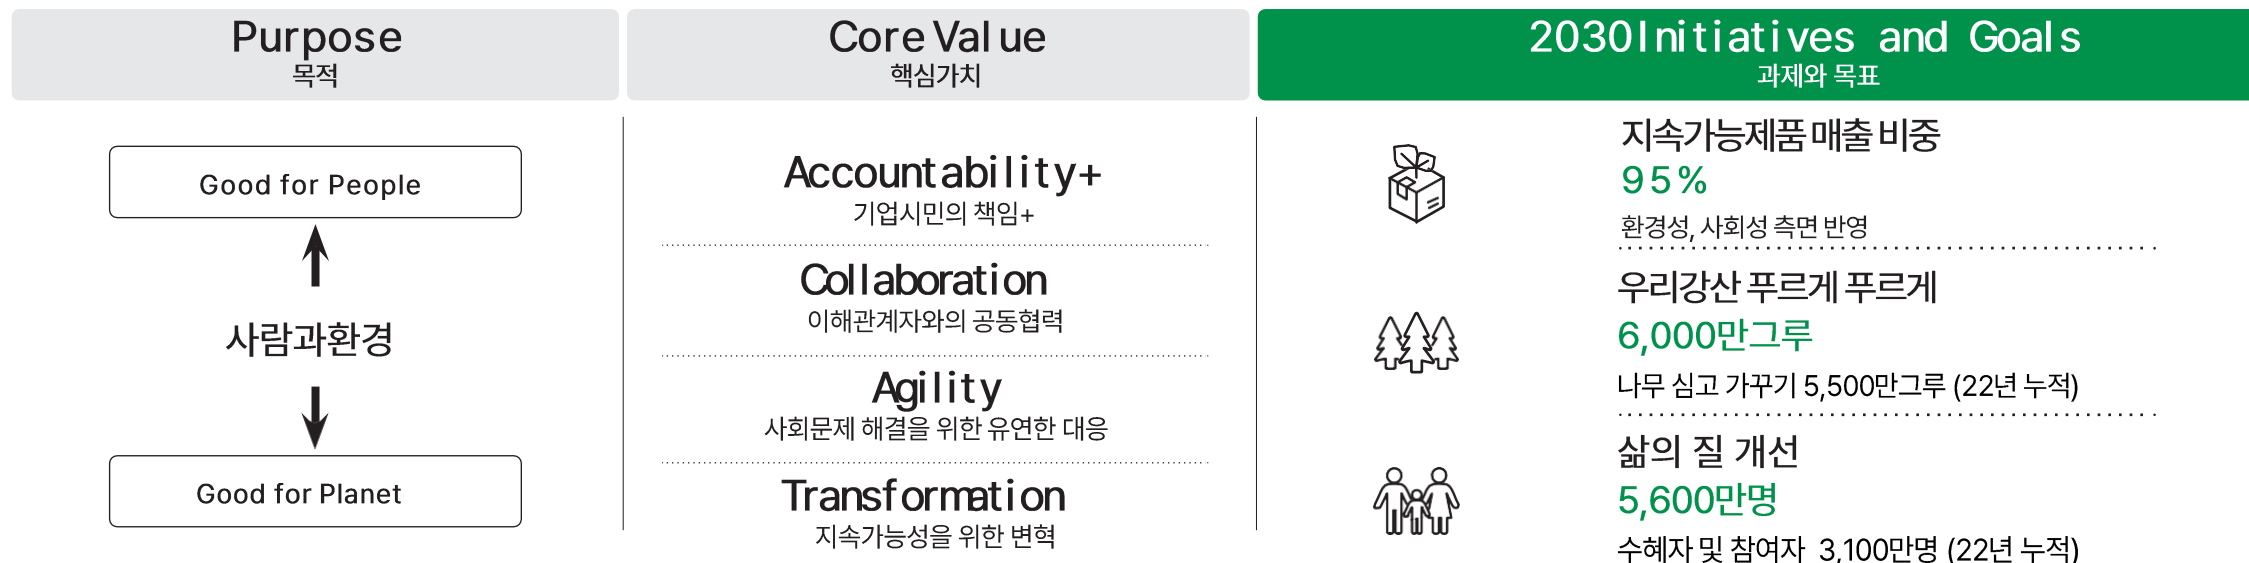 Purpose
목적
Good for People
사람과환경
Good for Planet
Core Value
핵심가치
Accountability+
기업시민의 책임+
Collaboration
이해관계자와의 공동협력
Agility
사회문제 해결을 위한 유연한 대응
Transformation
지속가능성을 위한 변혁
2030 Initiatives and Goals
과제와 목표
지속가능제품 매출 비중
95%
환경성, 사회성 측면 반영
우리강산 푸르게 푸르게
6,000만그루
나무 심고 가꾸기 5,500만그루 (22년 누적)
삶의 질 개선
5,600만명
수혜자 및 참여자 3,100만명 (22년 누적)